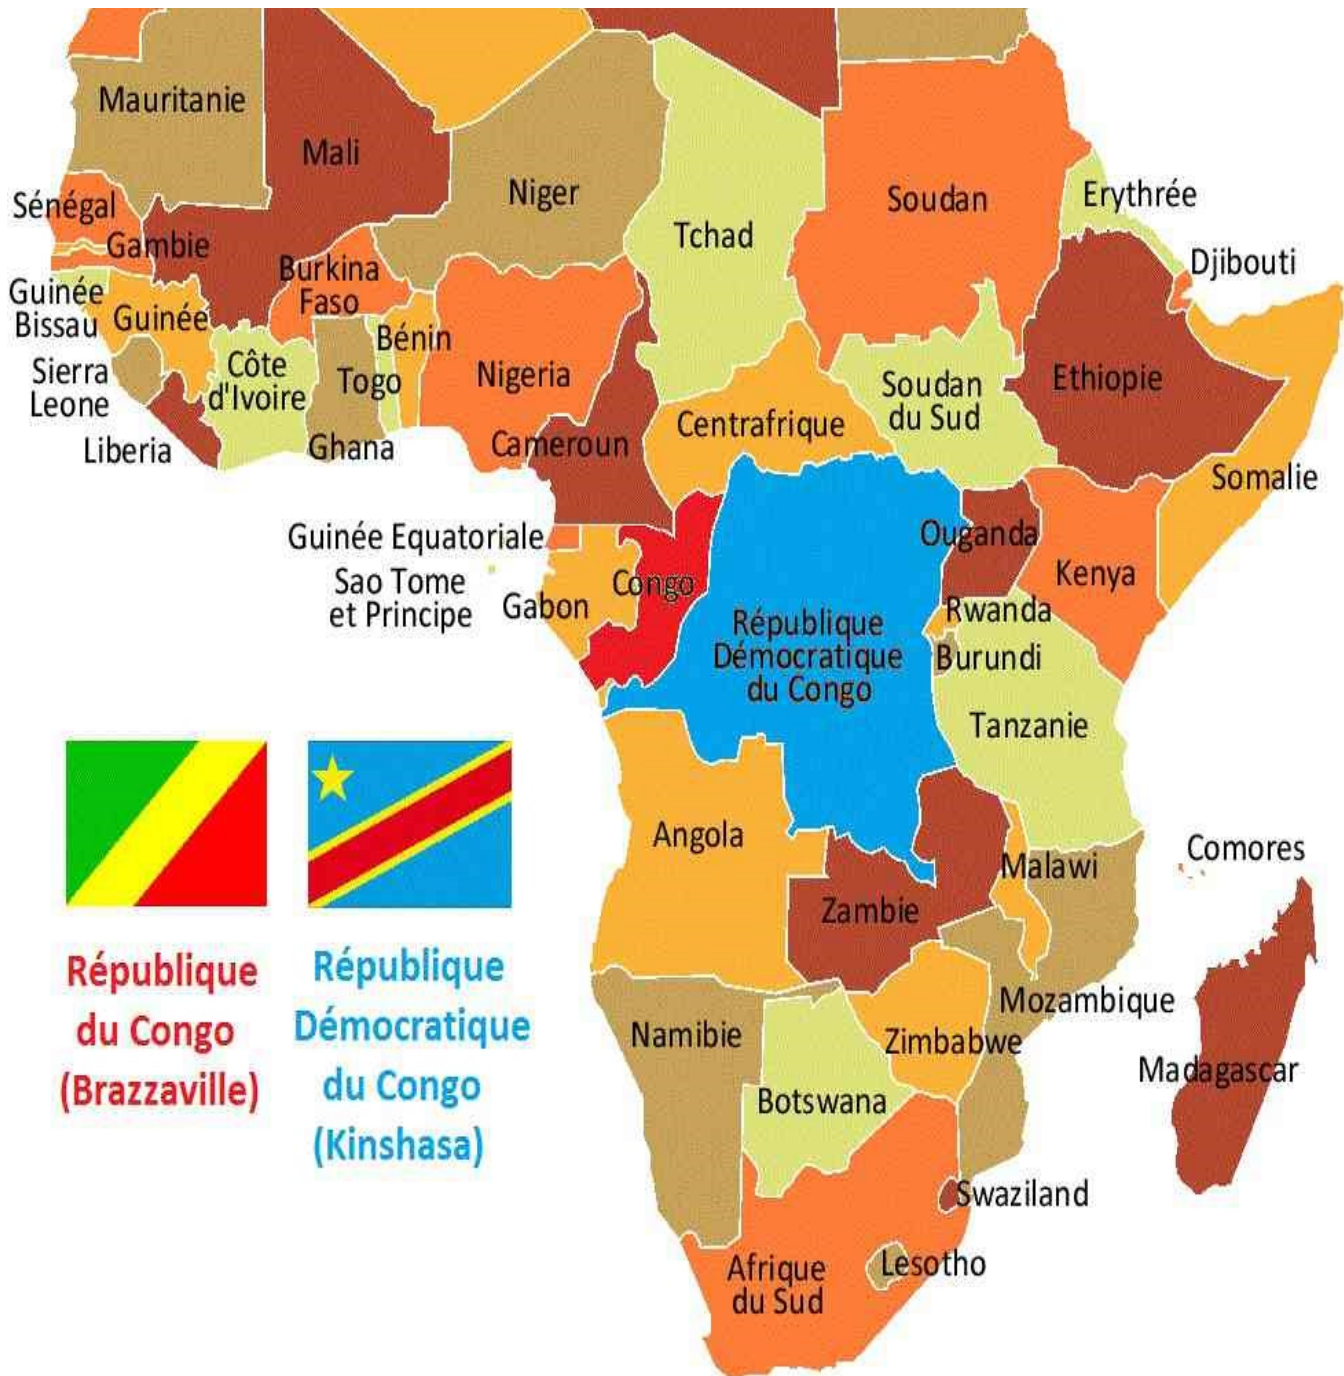 Mauritanie
Mali
Niger
Tchad
Soudan
Erythrée
Sénégal
Gambie
Djibouti
Burkina
Faso
Guinée
Bissau
Guinée
Bénin
Sierra
Leone
Côte
d'Ivoire
Togo
Nigeria
Soudan
du Sud
Ethiopie
Liberia
Ghana
Cameroun
Centrafrique
Somalie
Guinée Equatoriale
Ouganda
Kenya
Sao Tome
et Principe
Gabon
Congo
Rwanda
République
Démocratique
du Congo
Burundi
Tanzanie
Angola
Malawi
Comores
Zambie
République
du Congo
(Brazzaville)
République
Démocratique
du Congo
(Kinshasa)
Namibie
Zimbabwe
Mozambique
Madagascar
Botswana
Swaziland
Afrique
du Sud
Lesotho